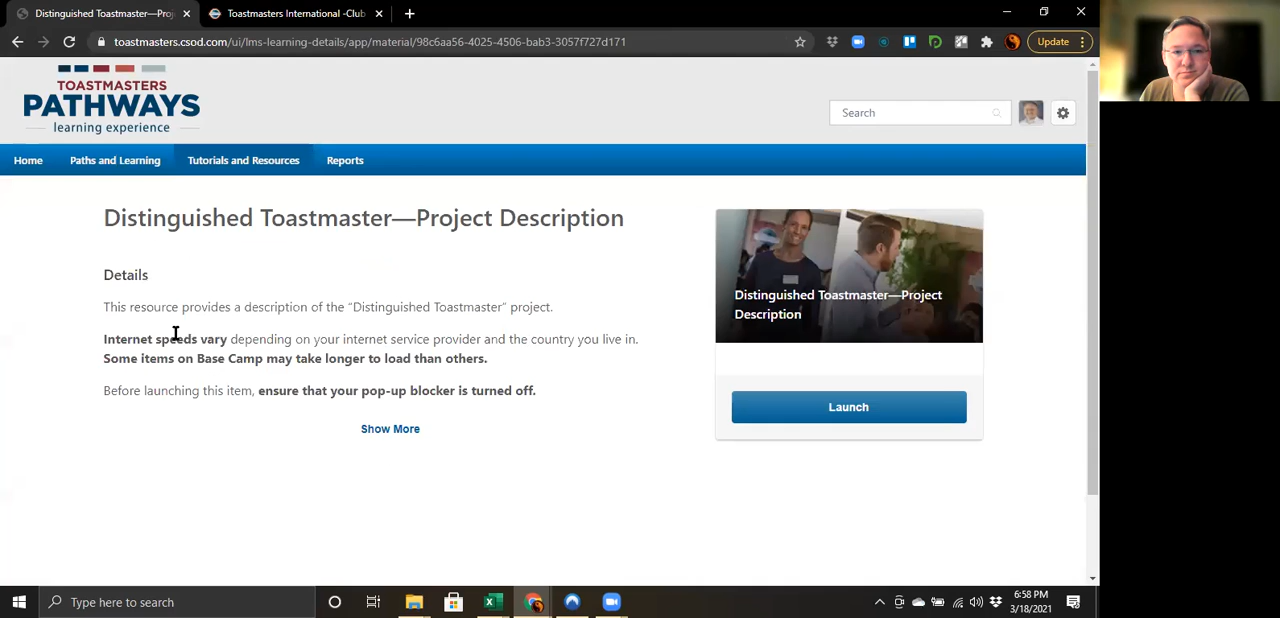 Distinguished Toastmaster—Proj
Toastmasters International -Club
toastmasters.csod.com/ui/lms-learning-details/app/material/98c6aa56-4025-4506-bab3-3057f727d171
Update
TOASTMASTERS
PATHWAYS
learning experience
Search
Home
Paths and Learning
Tutorials and Resources
Reports
Distinguished Toastmaster—Project Description
Details
This resource provides a description of the “Distinguished Toastmaster” project.
Internet speeds vary depending on your internet service provider and the country you live in.
Some items on Base Camp may take longer to load than others.
Before launching this item, ensure that your pop-up blocker is turned off.
Show More
Distinguished Toastmaster—Project
Description
Launch
Type here to search
6:58 PM
3/18/2021